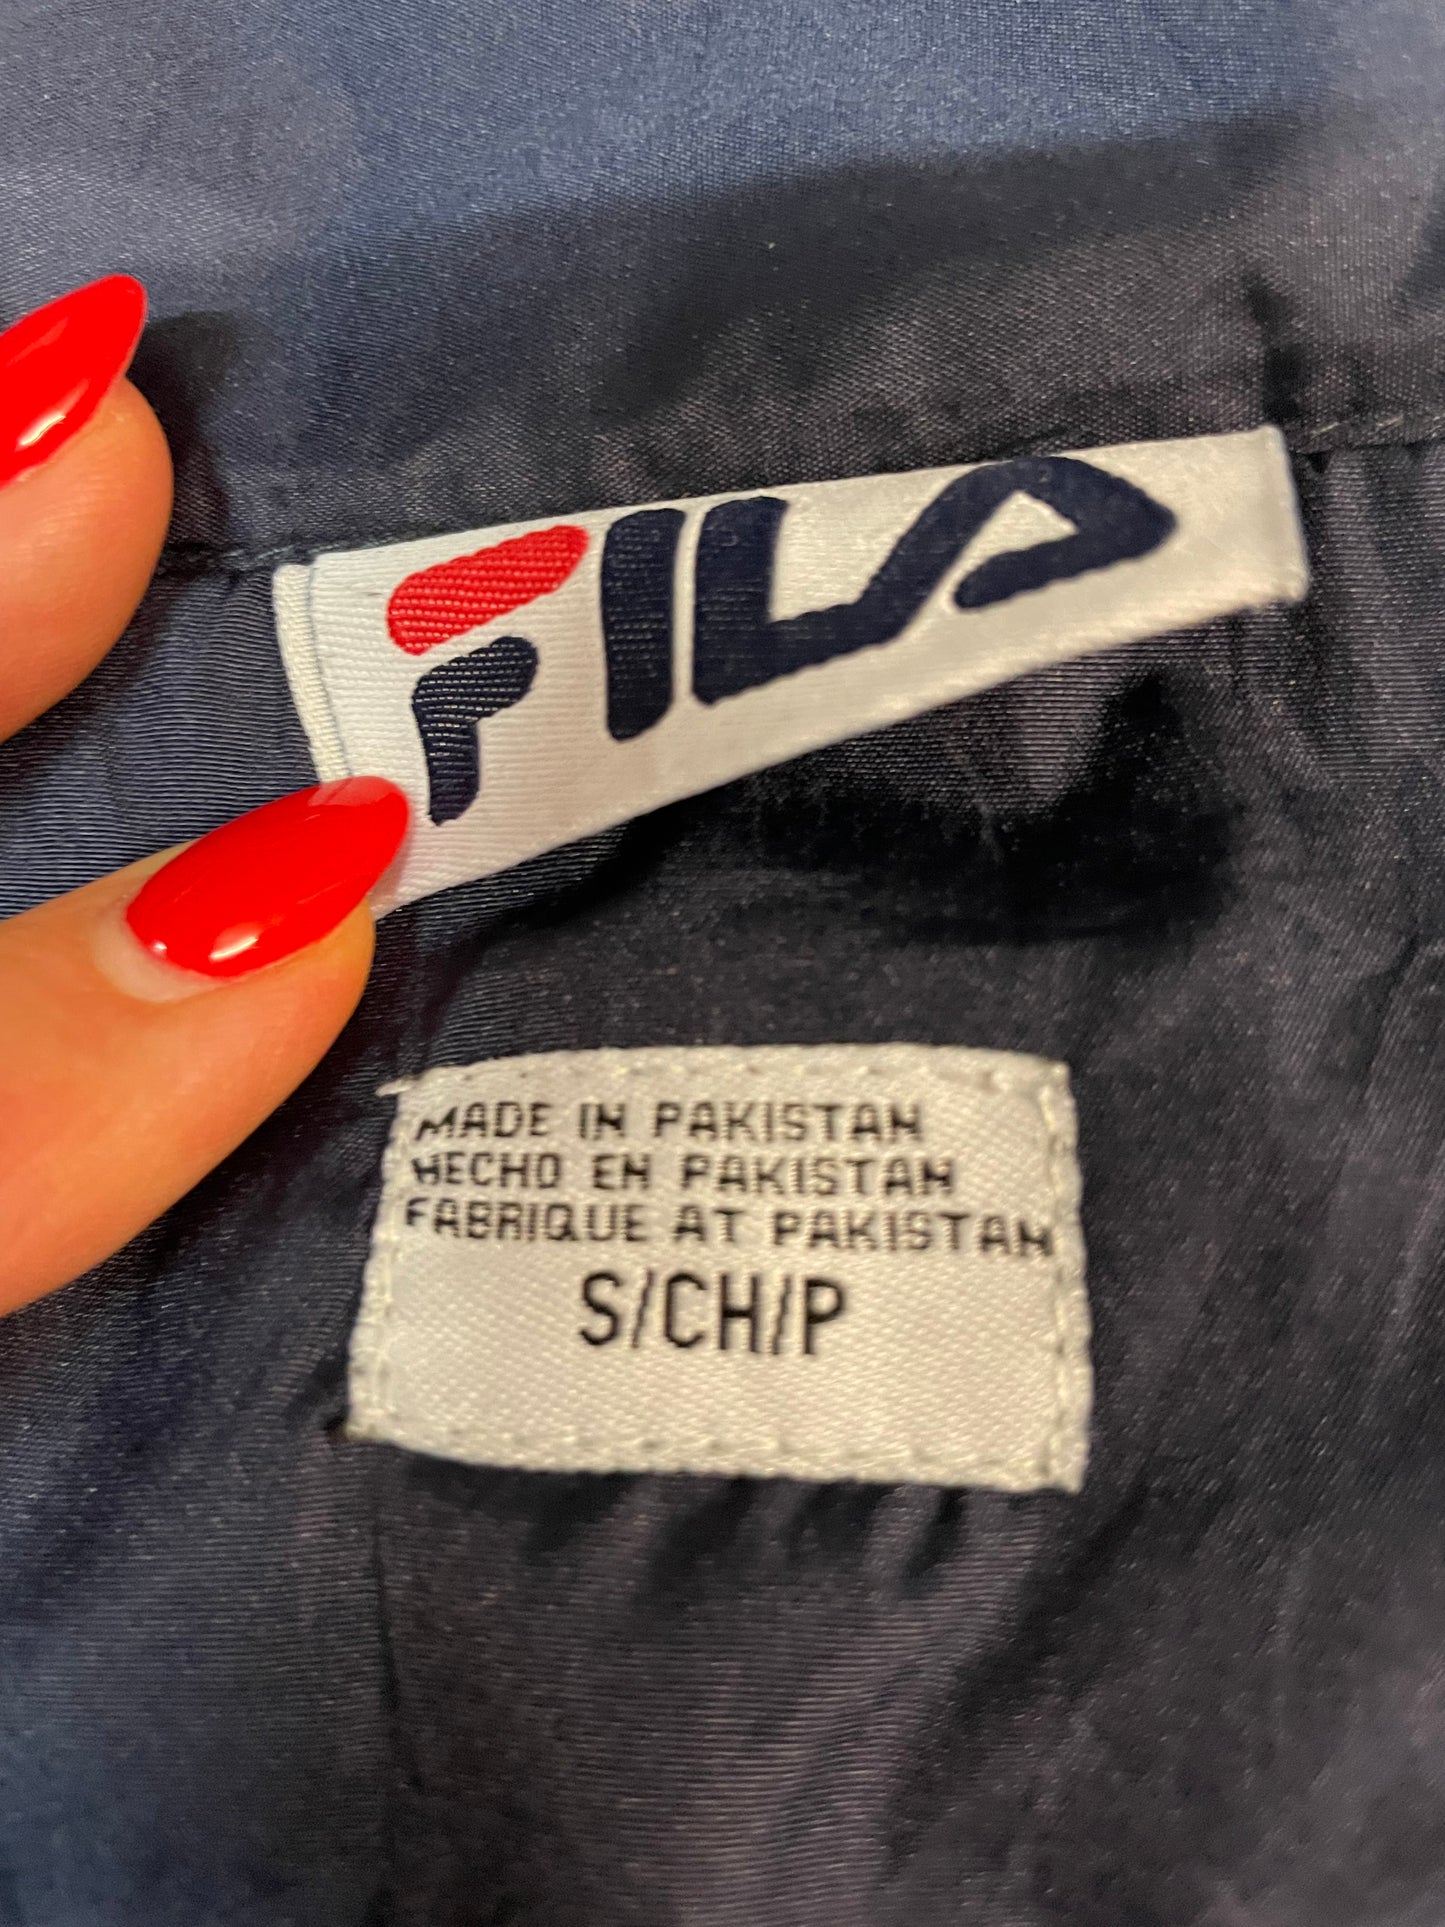 FILA
MADE IN PAKISTAN
HECHO EN PAKISTAN
FABRIQUE AT PAKISTAN
S/CH/P